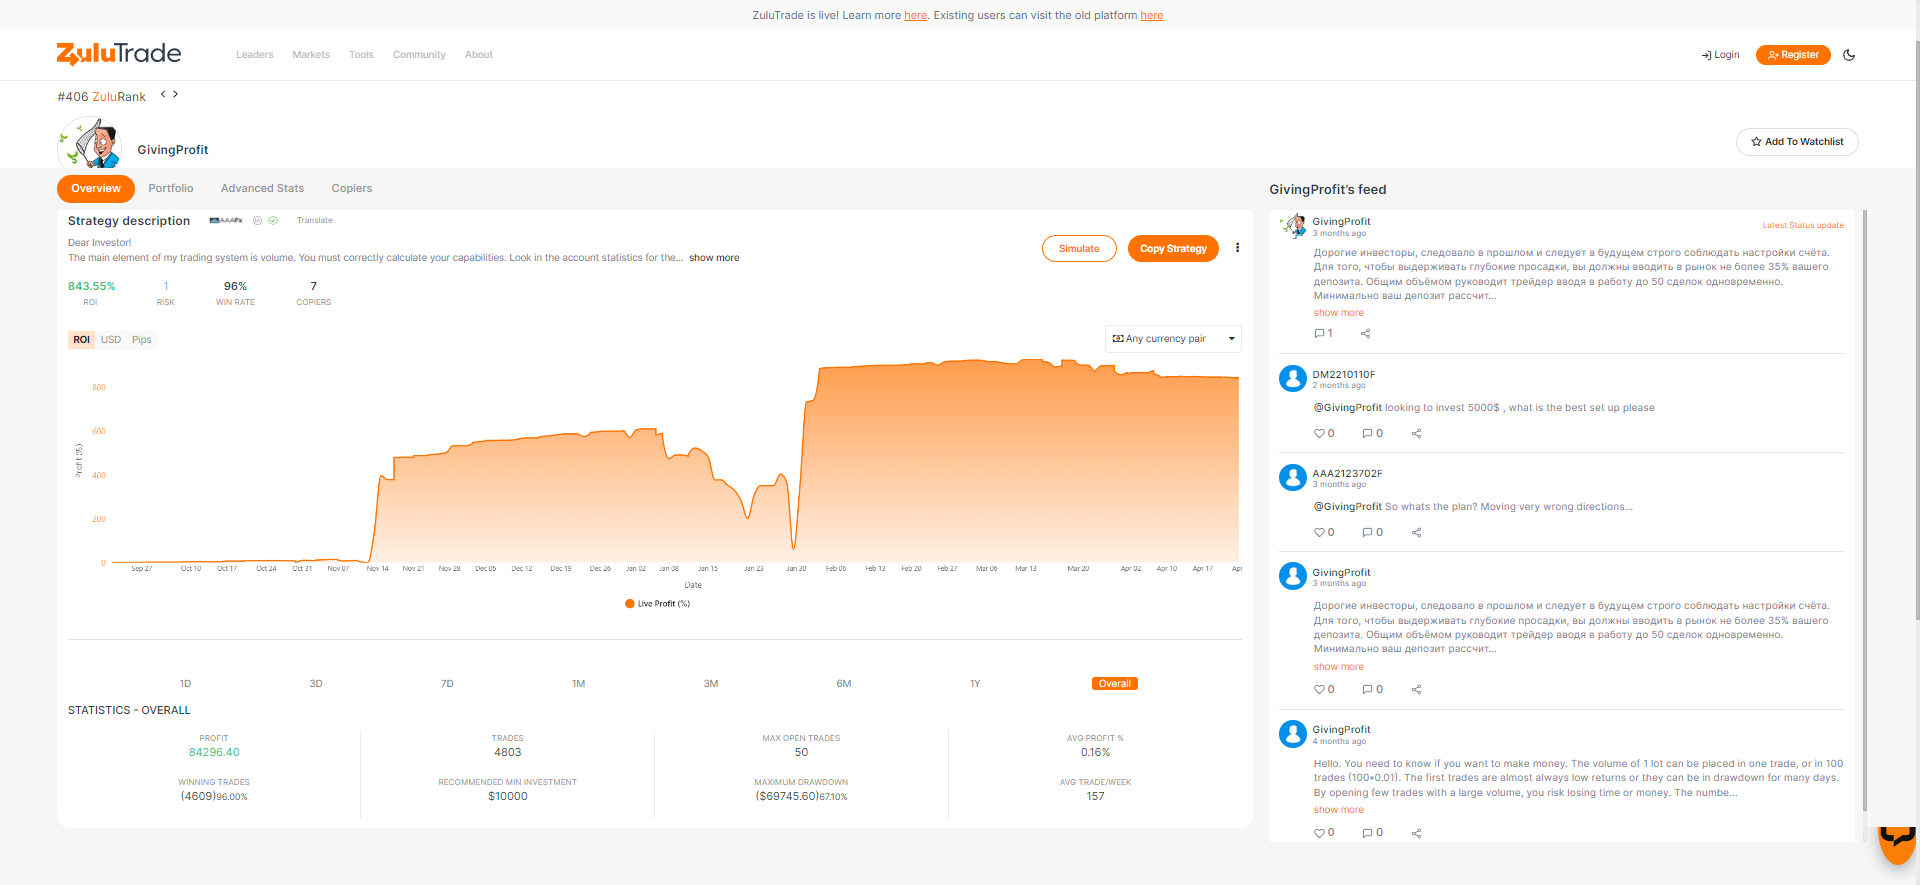 ZuluTrade is live! Learn more here. Existing users can visit the old platform here
ZuluTrade
Leaders Markets Tools Community About
Login Register
#406 ZuluRank
GivingProfit
Add To Watchlist
Overview Portfolio Advanced Stats Copiers
Strategy description AAAFx Translate
Dear Investor!
The main element of my trading system is volume. You must correctly calculate your capabilities. Look in the account statistics for the... show more
Simulate Copy Strategy
843.55% 1 96% 7
ROI RISK WIN RATE COPIERS
ROI USD Pips
Any currency pair
800
600
400
200
0
Profit (%)
Sep 27 Oct 10 Oct 17 Oct 24 Oct 31 Nov 07 Nov 14 Nov 21 Nov 28 Dec 05 Dec 12 Dec 19 Dec 26 Jan 02 Jan 08 Jan 15 Jan 23 Jan 30 Feb 06 Feb 13 Feb 20 Feb 27 Mar 06 Mar 13 Mar 20 Apr 02 Apr 10 Apr 17 Apr
Date
Live Profit (%)
1D 3D 7D 1M 3M 6M 1Y Overall
STATISTICS - OVERALL
PROFIT TRADES MAX OPEN TRADES AVG PROFIT %
84296.40 4803 50 0.16%
WINNING TRADES RECOMMENDED MIN INVESTMENT MAXIMUM DRAWDOWN AVG TRADE/WEEK
(4609)96.00% $10000 ($69745.60)67.10% 157
GivingProfit's feed
GivingProfit
3 months ago
Latest Status update
Дорогие инвесторы, следовало в прошлом и следует в будущем строго соблюдать настройки счёта.
Для того, чтобы выдерживать глубокие просадки, вы должны вводить в рынок не более 35% вашего
депозита. Общим объёмом руководит трейдер вводя в работу до 50 сделок одновременно.
Минимально ваш депозит рассчит...
show more
1
DM2210110F
2 months ago
@GivingProfit looking to invest 5000$ , what is the best set up please
0 0
AAA2123702F
3 months ago
@GivingProfit So whats the plan? Moving very wrong directions...
0 0
GivingProfit
3 months ago
Дорогие инвесторы, следовало в прошлом и следует в будущем строго соблюдать настройки счёта.
Для того, чтобы выдерживать глубокие просадки, вы должны вводить в рынок не более 35% вашего
депозита. Общим объёмом руководит трейдер вводя в работу до 50 сделок одновременно.
Минимально ваш депозит рассчит...
show more
0 0
GivingProfit
4 months ago
Hello. You need to know if you want to make money. The volume of 1 lot can be placed in one trade, or in 100
trades (100*0.01). The first trades are almost always low returns or they can be in drawdown for many days.
By opening few trades with a large volume, you risk losing time or money. The numbe...
show more
0 0